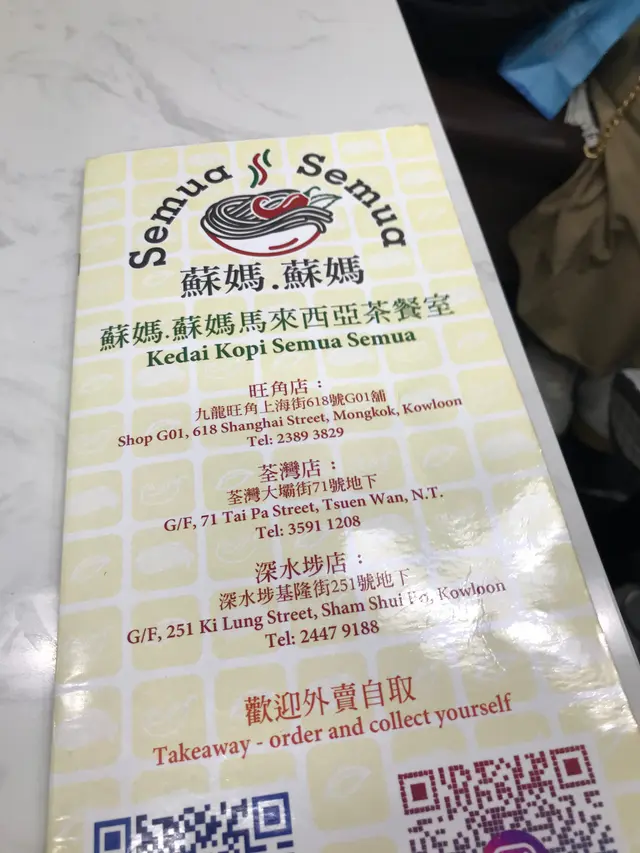 Semua Semua
蘇媽.蘇媽
蘇媽.蘇媽馬來西亞茶餐室
Kedai Kopi Semua Semua
旺角店：
九龍旺角上海街618號G01舖
Shop G01, 618 Shanghai Street, Mongkok, Kowloon
Tel: 2389 3829
荃灣店：
荃灣大壩街71號地下
G/F, 71 Tai Pa Street, Tsuen Wan, N.T.
Tel: 3591 1208
深水埗店：
深水埗基隆街251號地下
G/F, 251 Ki Lung Street, Sham Shui Po, Kowloon
Tel: 2447 9188
歡迎外賣自取
Takeaway - order and collect yourself